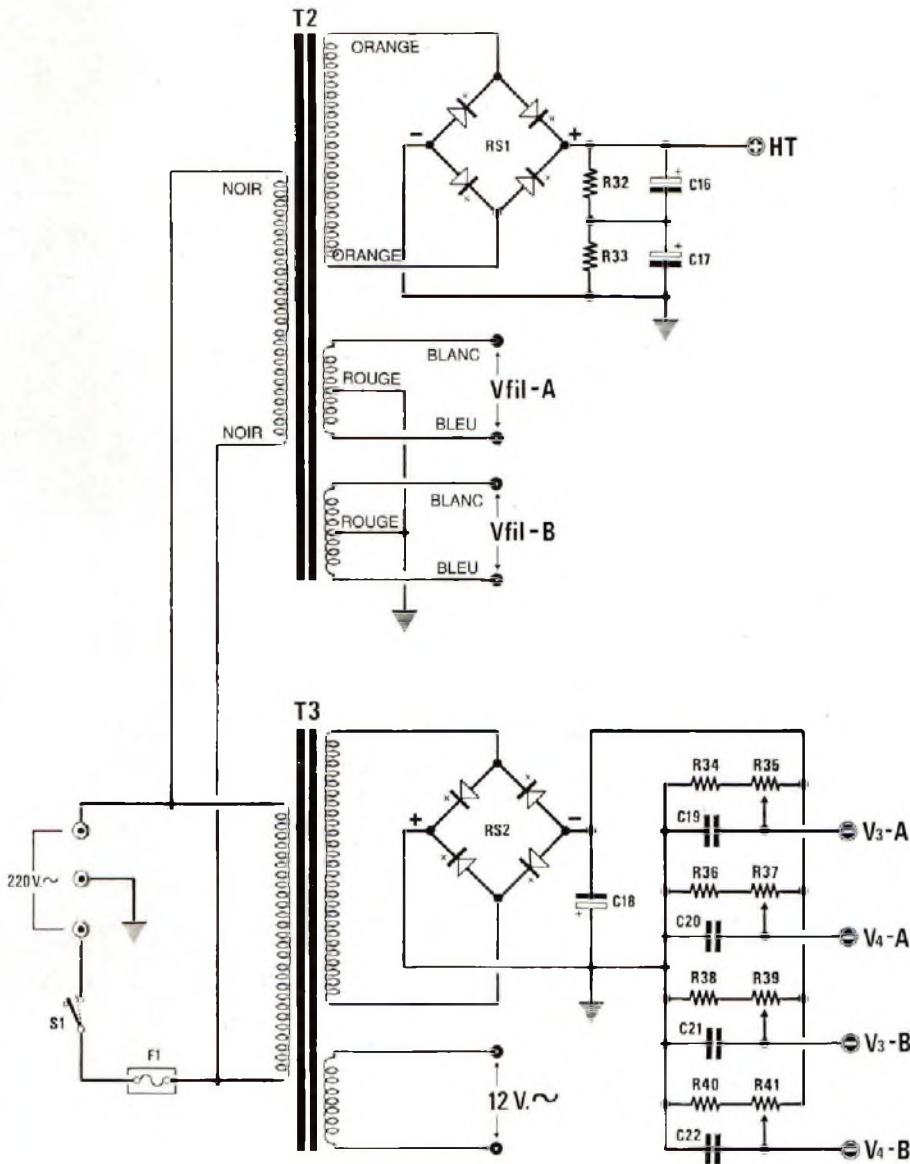 T2
ORANGE
- RS1 +
HT
R32
C16
+
NOIR
R33
C17
+
ORANGE
BLANC
ROUGE
Vfil-A
BLEU
NOIR
BLANC
ROUGE
Vfil-B
BLEU
T3
R34 R35
+ RS2 -
C19
V3-A
220 V.~
R36 R37
C18
+
C20
V4-A
R38 R39
S1
C21
V3-B
F1
R40 R41
12 V.~
C22
V4-B